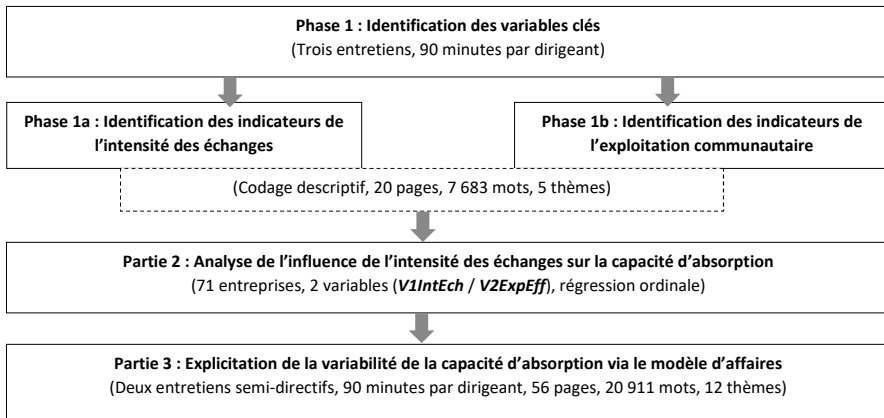 Phase 1 : Identification des variables clés
(Trois entretiens, 90 minutes par dirigeant)
Phase 1a : Identification des indicateurs de
l'intensité des échanges
Phase 1b : Identification des indicateurs de
l'exploitation communautaire
(Codage descriptif, 20 pages, 7 683 mots, 5 thèmes)
Partie 2 : Analyse de l'influence de l'intensité des échanges sur la capacité d'absorption
(71 entreprises, 2 variables (V1IntEch / V2ExpEff), régression ordinale)
Partie 3 : Explicitation de la variabilité de la capacité d'absorption via le modèle d'affaires
(Deux entretiens semi-directifs, 90 minutes par dirigeant, 56 pages, 20 911 mots, 12 thèmes)